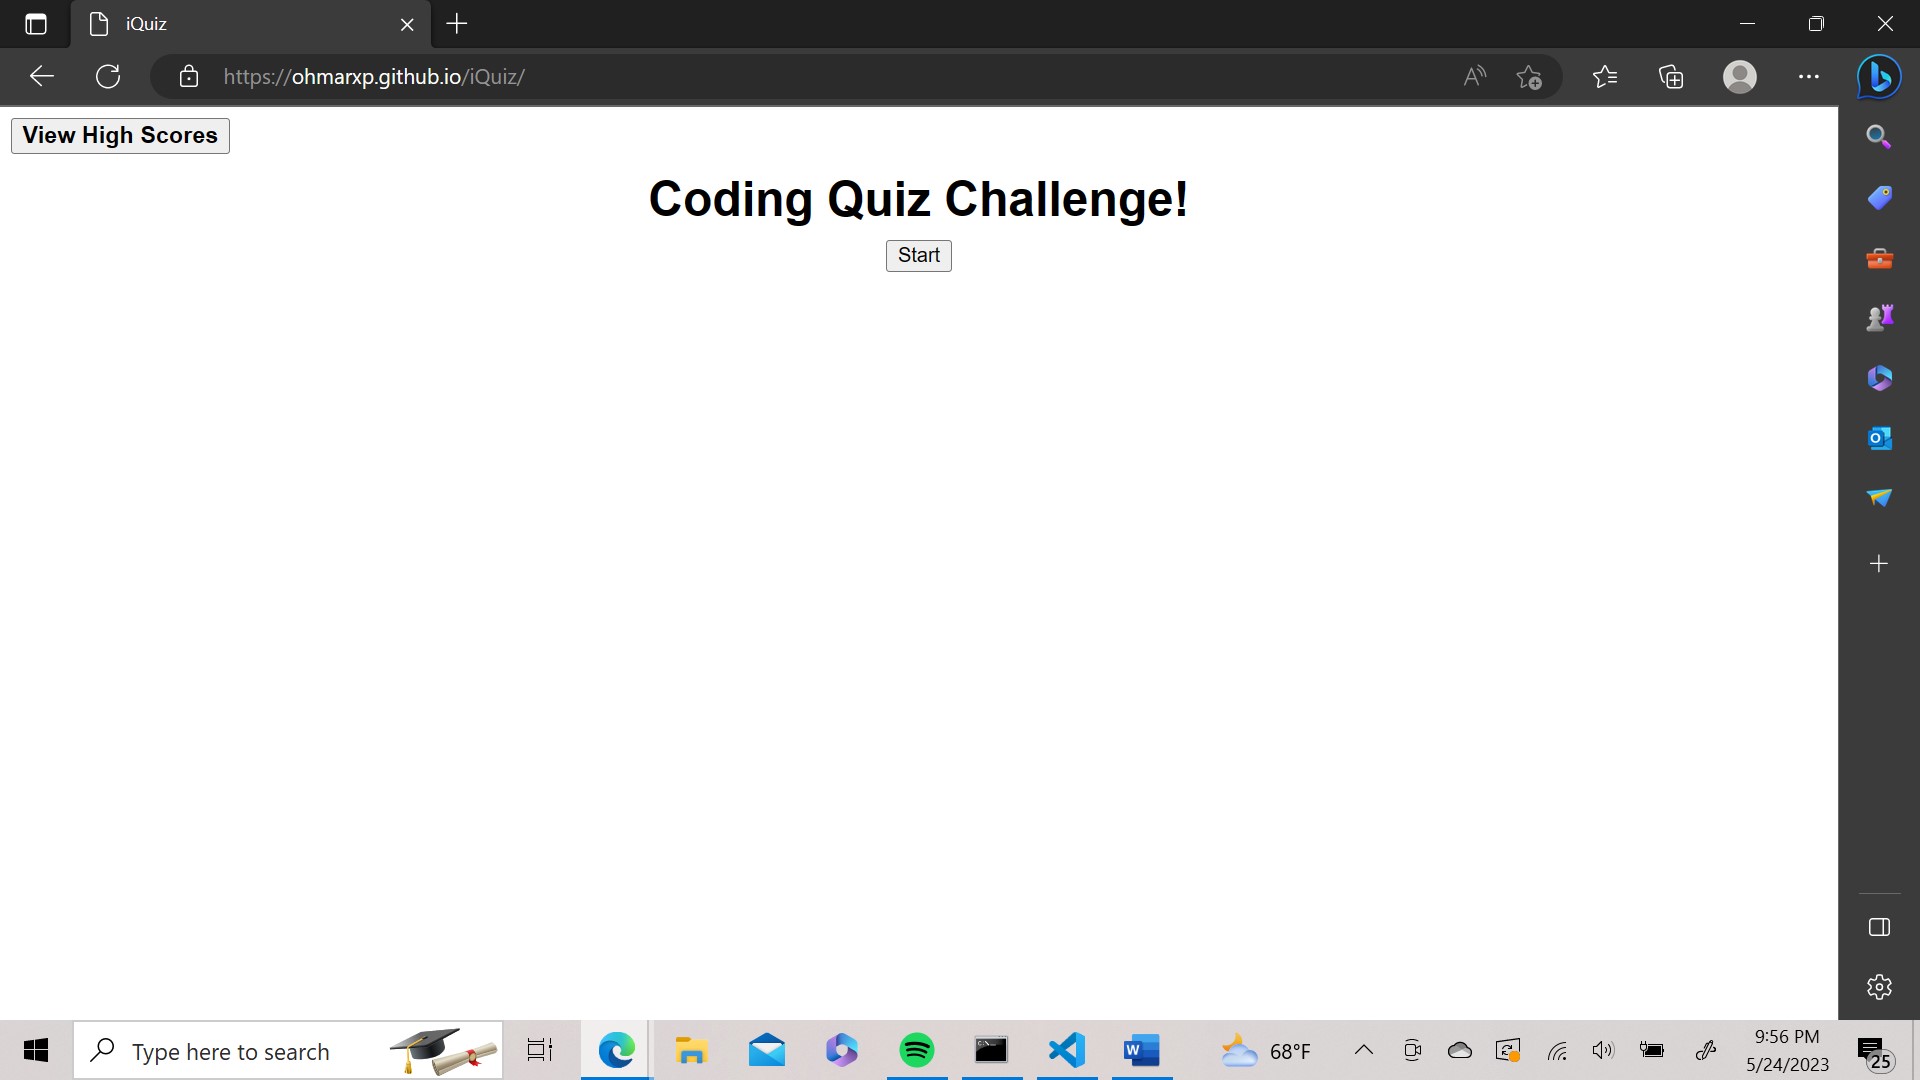 iQuiz
https://ohmarxp.github.io/iQuiz/
View High Scores
Coding Quiz Challenge!
Start
Type here to search
68°F
9:56 PM
5/24/2023
25